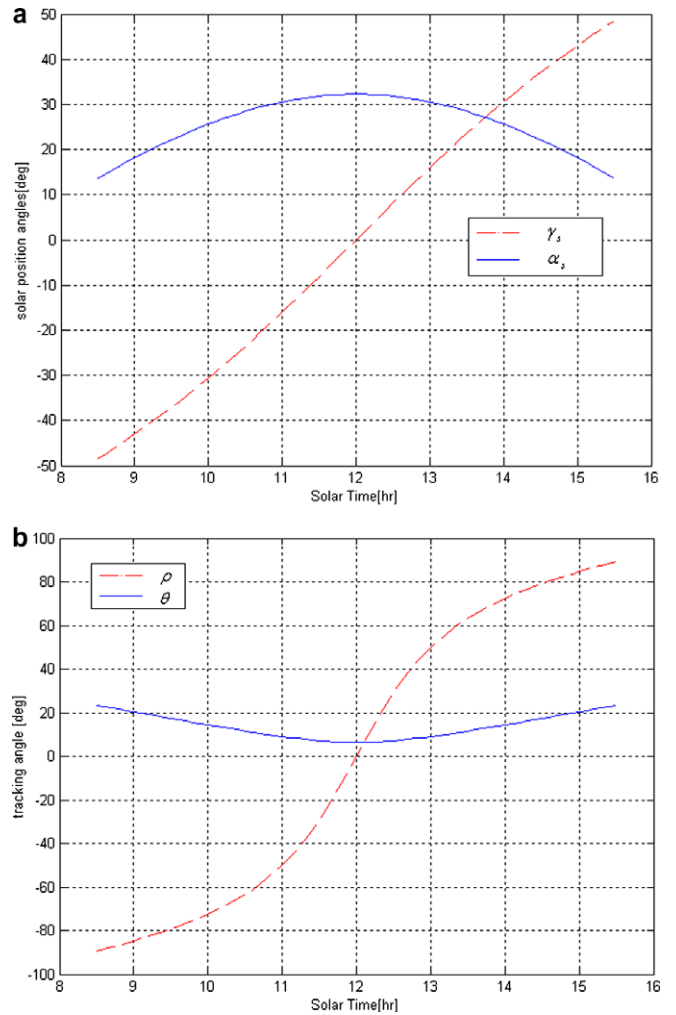 a
50
40
30
20
10
0
-10
-20
-30
-40
-50
solar position angles[deg]
γs
αs
8 9 10 11 12 13 14 15 16
Solar Time[hr]
b
100
80
60
40
20
0
-20
-40
-60
-80
-100
tracking angle [deg]
ρ
θ
8 9 10 11 12 13 14 15 16
Solar Time[hr]